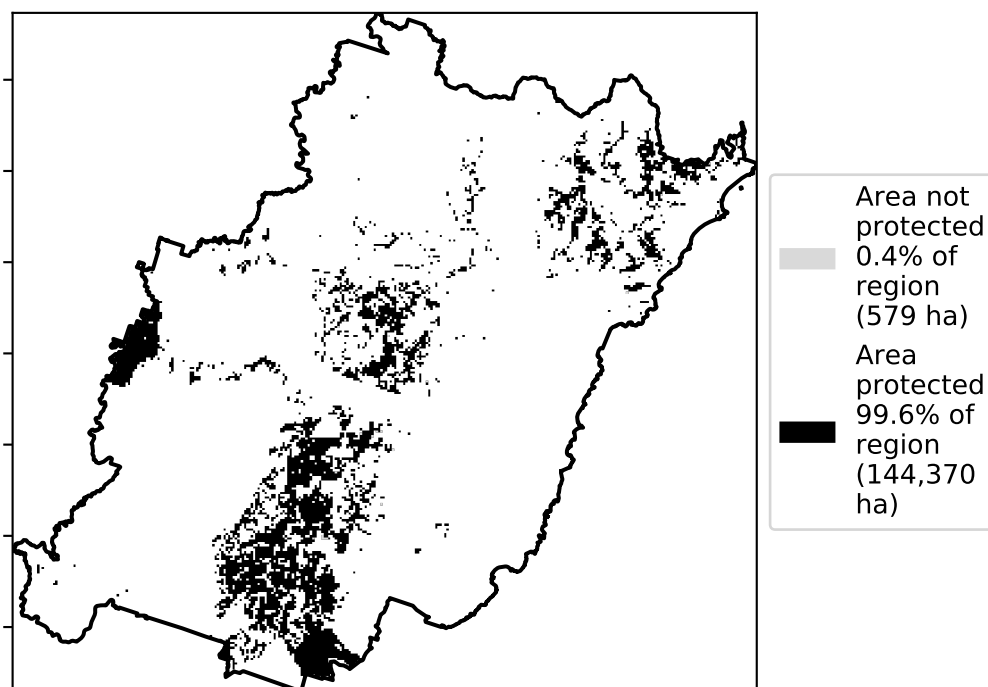 Area not
protected
0.4% of
region
(579 ha)
Area
protected
99.6% of
region
(144,370
ha)